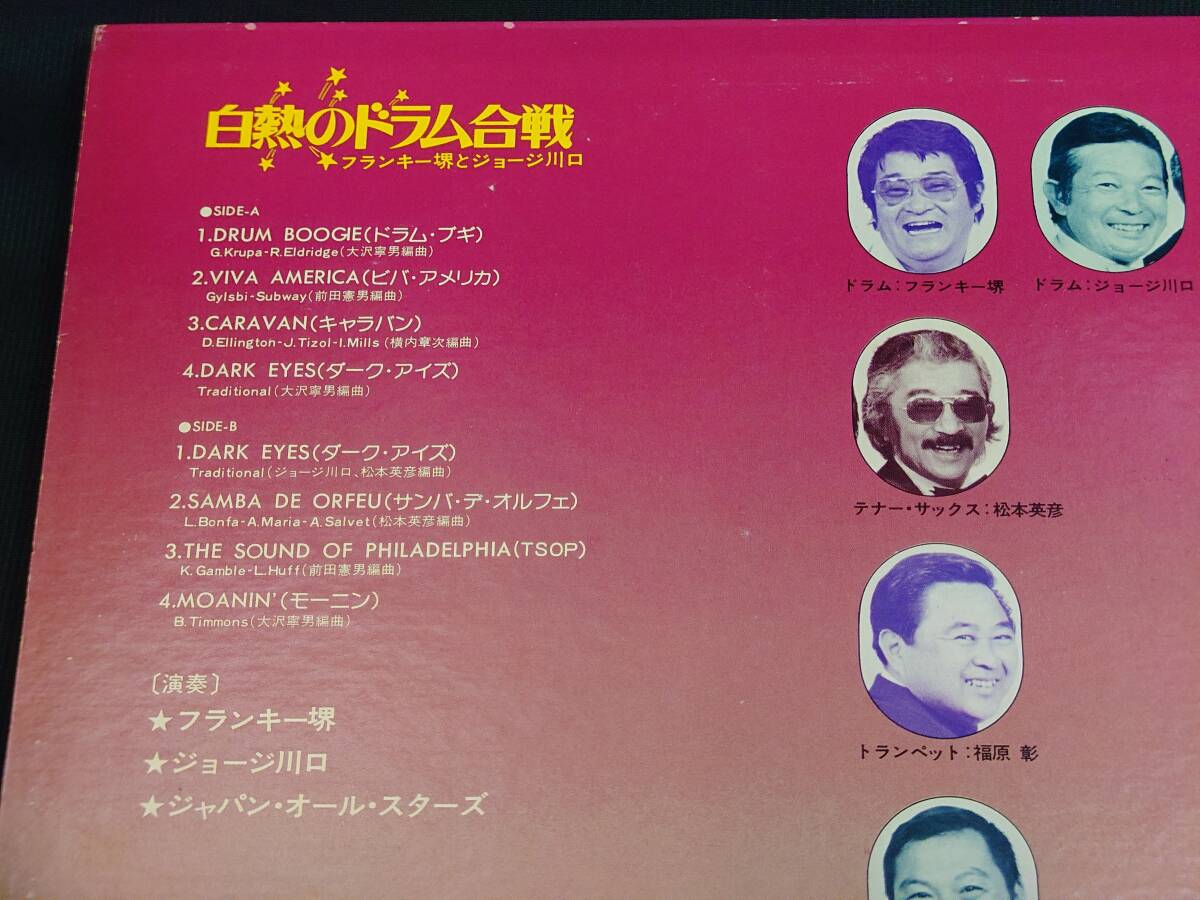 白熱のドラム合戦
フランキー堺とジョージ川口
●SIDE-A
1.DRUM BOOGIE(ドラム・ブギ)
G.Krupa-R.Eldridge(大沢寧男編曲)
2.VIVA AMERICA(ビバ・アメリカ)
Gylsbi-Subway(前田憲男編曲)
3.CARAVAN(キャラバン)
D.Ellington-J.Tizol-I.Mills (横内章次編曲)
4.DARK EYES(ダーク・アイズ)
Traditional(大沢寧男編曲)
●SIDE-B
1.DARK EYES(ダーク・アイズ)
Traditional(ジョージ川口、松本英彦編曲)
2.SAMBA DE ORFEU(サンバ・デ・オルフェ)
L.Bonfa-A.Maria-A.Salvet(松本英彦編曲)
3.THE SOUND OF PHILADELPHIA(TSOP)
K.Gamble-L.Huff(前田憲男編曲)
4.MOANIN'(モーニン)
B.Timmons(大沢寧男編曲)
〔演奏〕
★フランキー堺
★ジョージ川口
★ジャパン・オール・スターズ
ドラム:フランキー堺
ドラム:ジョージ川口
テナー・サックス:松本英彦
トランペット:福原 彰